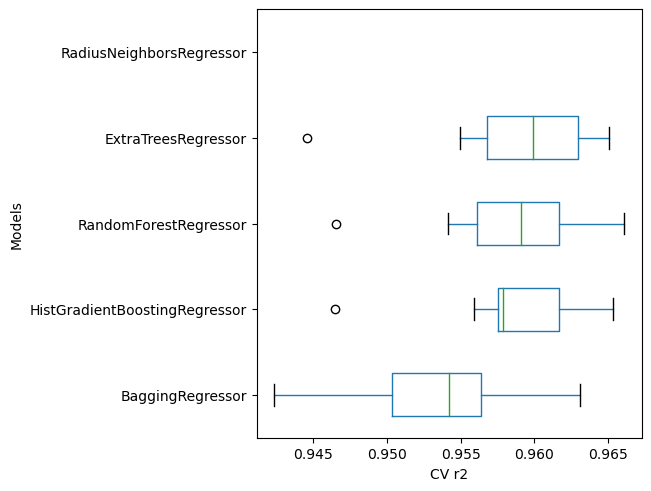 RadiusNeighborsRegressor
ExtraTreesRegressor
RandomForestRegressor
HistGradientBoostingRegressor
BaggingRegressor
Models
0.945 0.950 0.955 0.960 0.965
CV r2